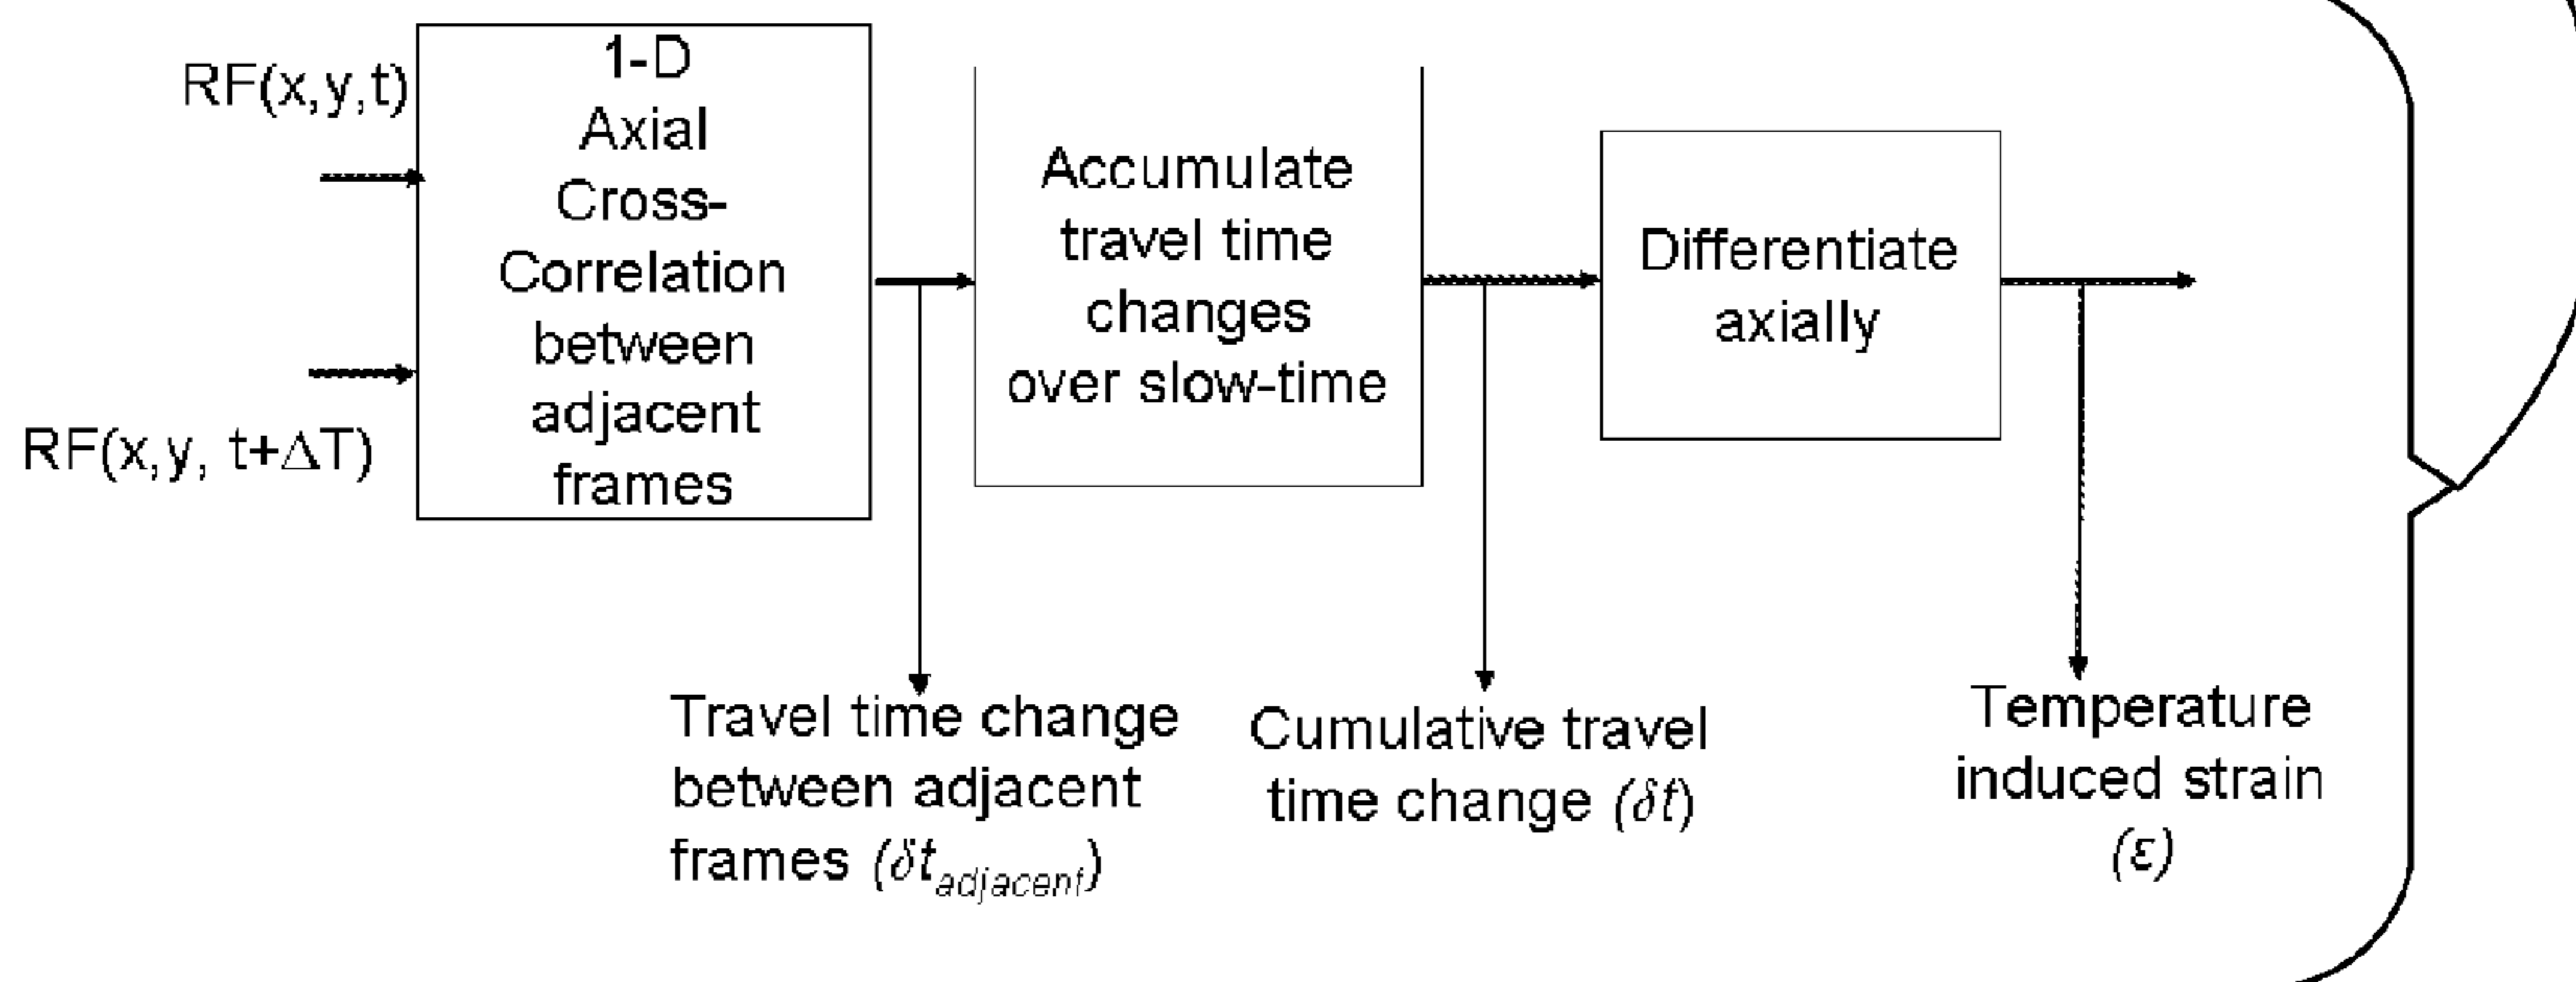 RF(x,y,t)
RF(x,y, t+ΔT)
1-D
Axial
Cross-
Correlation
between
adjacent
frames
Accumulate
travel time
changes
over slow-time
Differentiate
axially
Travel time change
between adjacent
frames (δt_adjacent)
Cumulative travel
time change (δt)
Temperature
induced strain
(ε)